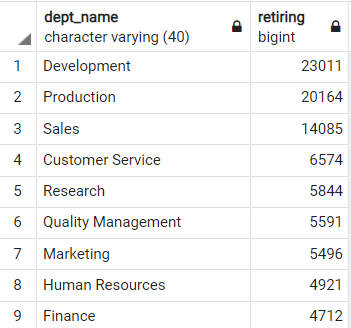 dept_name retiring
character varying (40) bigint
1 Development 23011
2 Production 20164
3 Sales 14085
4 Customer Service 6574
5 Research 5844
6 Quality Management 5591
7 Marketing 5496
8 Human Resources 4921
9 Finance 4712